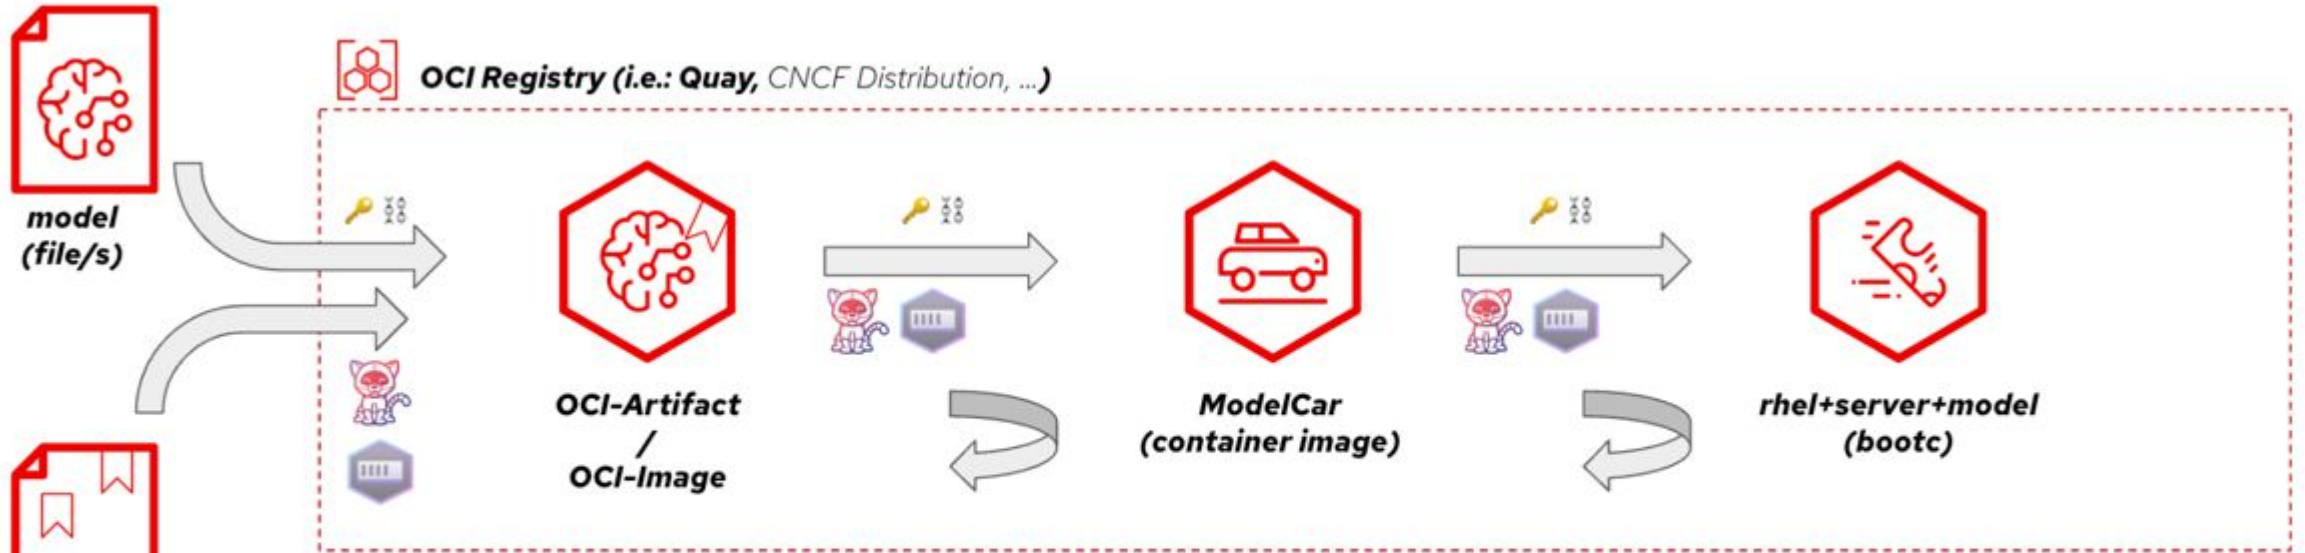 OCI Registry (i.e.: Quay, CNCF Distribution, ...)
model
(file/s)
OCI-Artifact
/
OCI-Image
ModelCar
(container image)
rhel+server+model
(bootc)